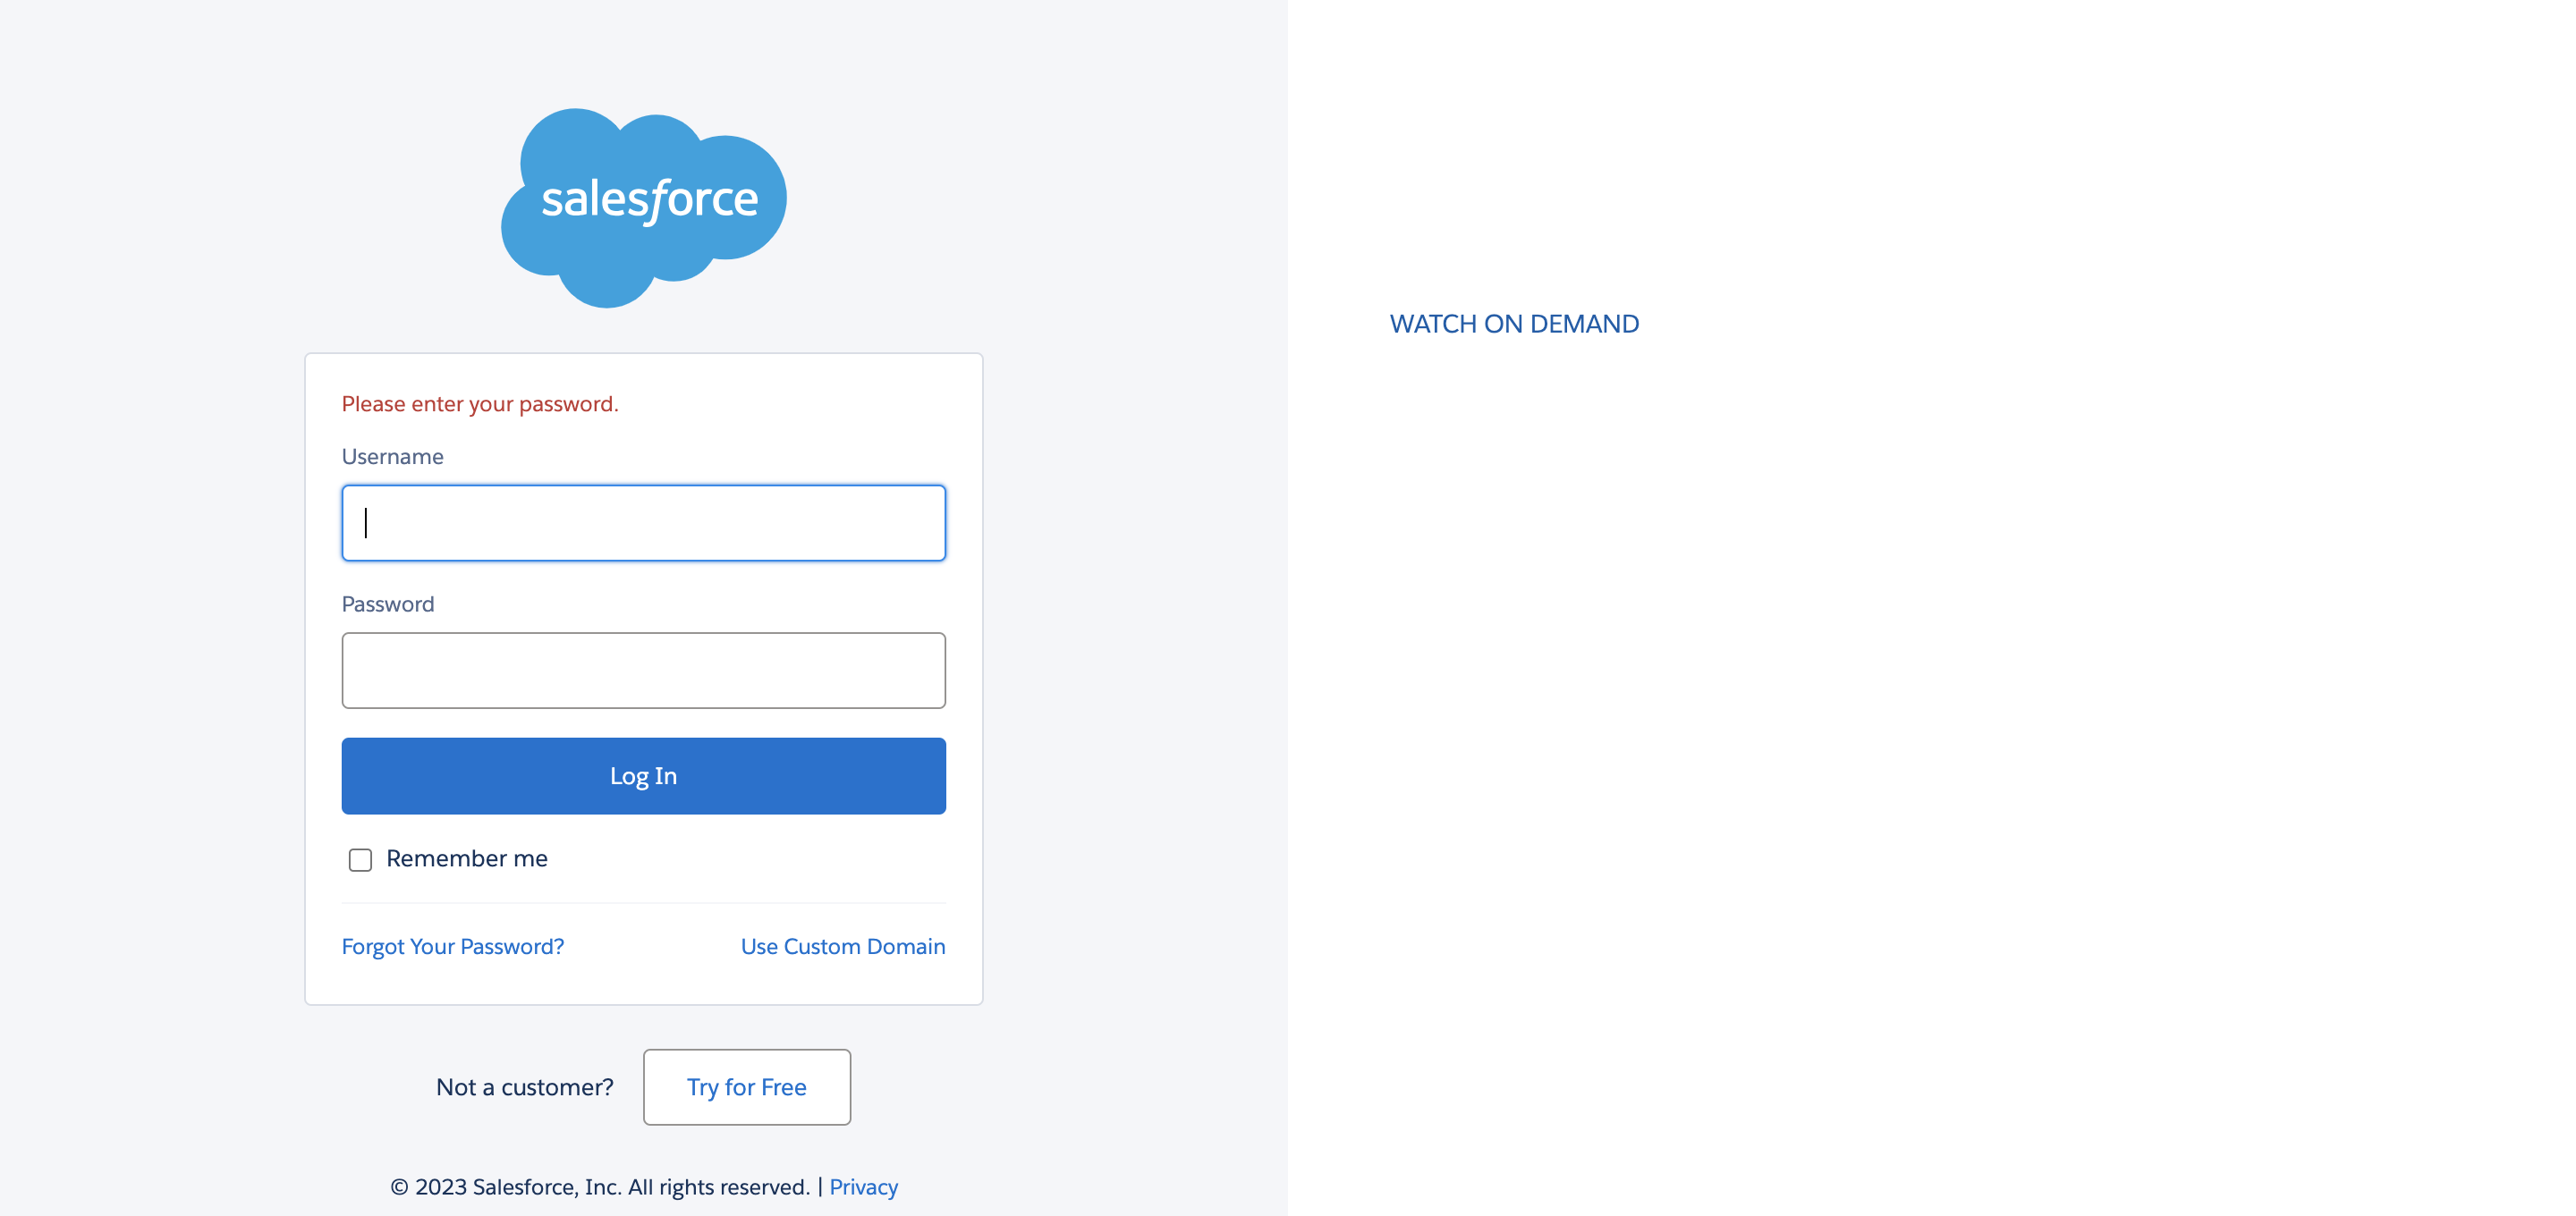 salesforce
Please enter your password.
Username
Password
Log In
Remember me
Forgot Your Password? Use Custom Domain
Not a customer? Try for Free
© 2023 Salesforce, Inc. All rights reserved. | Privacy
WATCH ON DEMAND